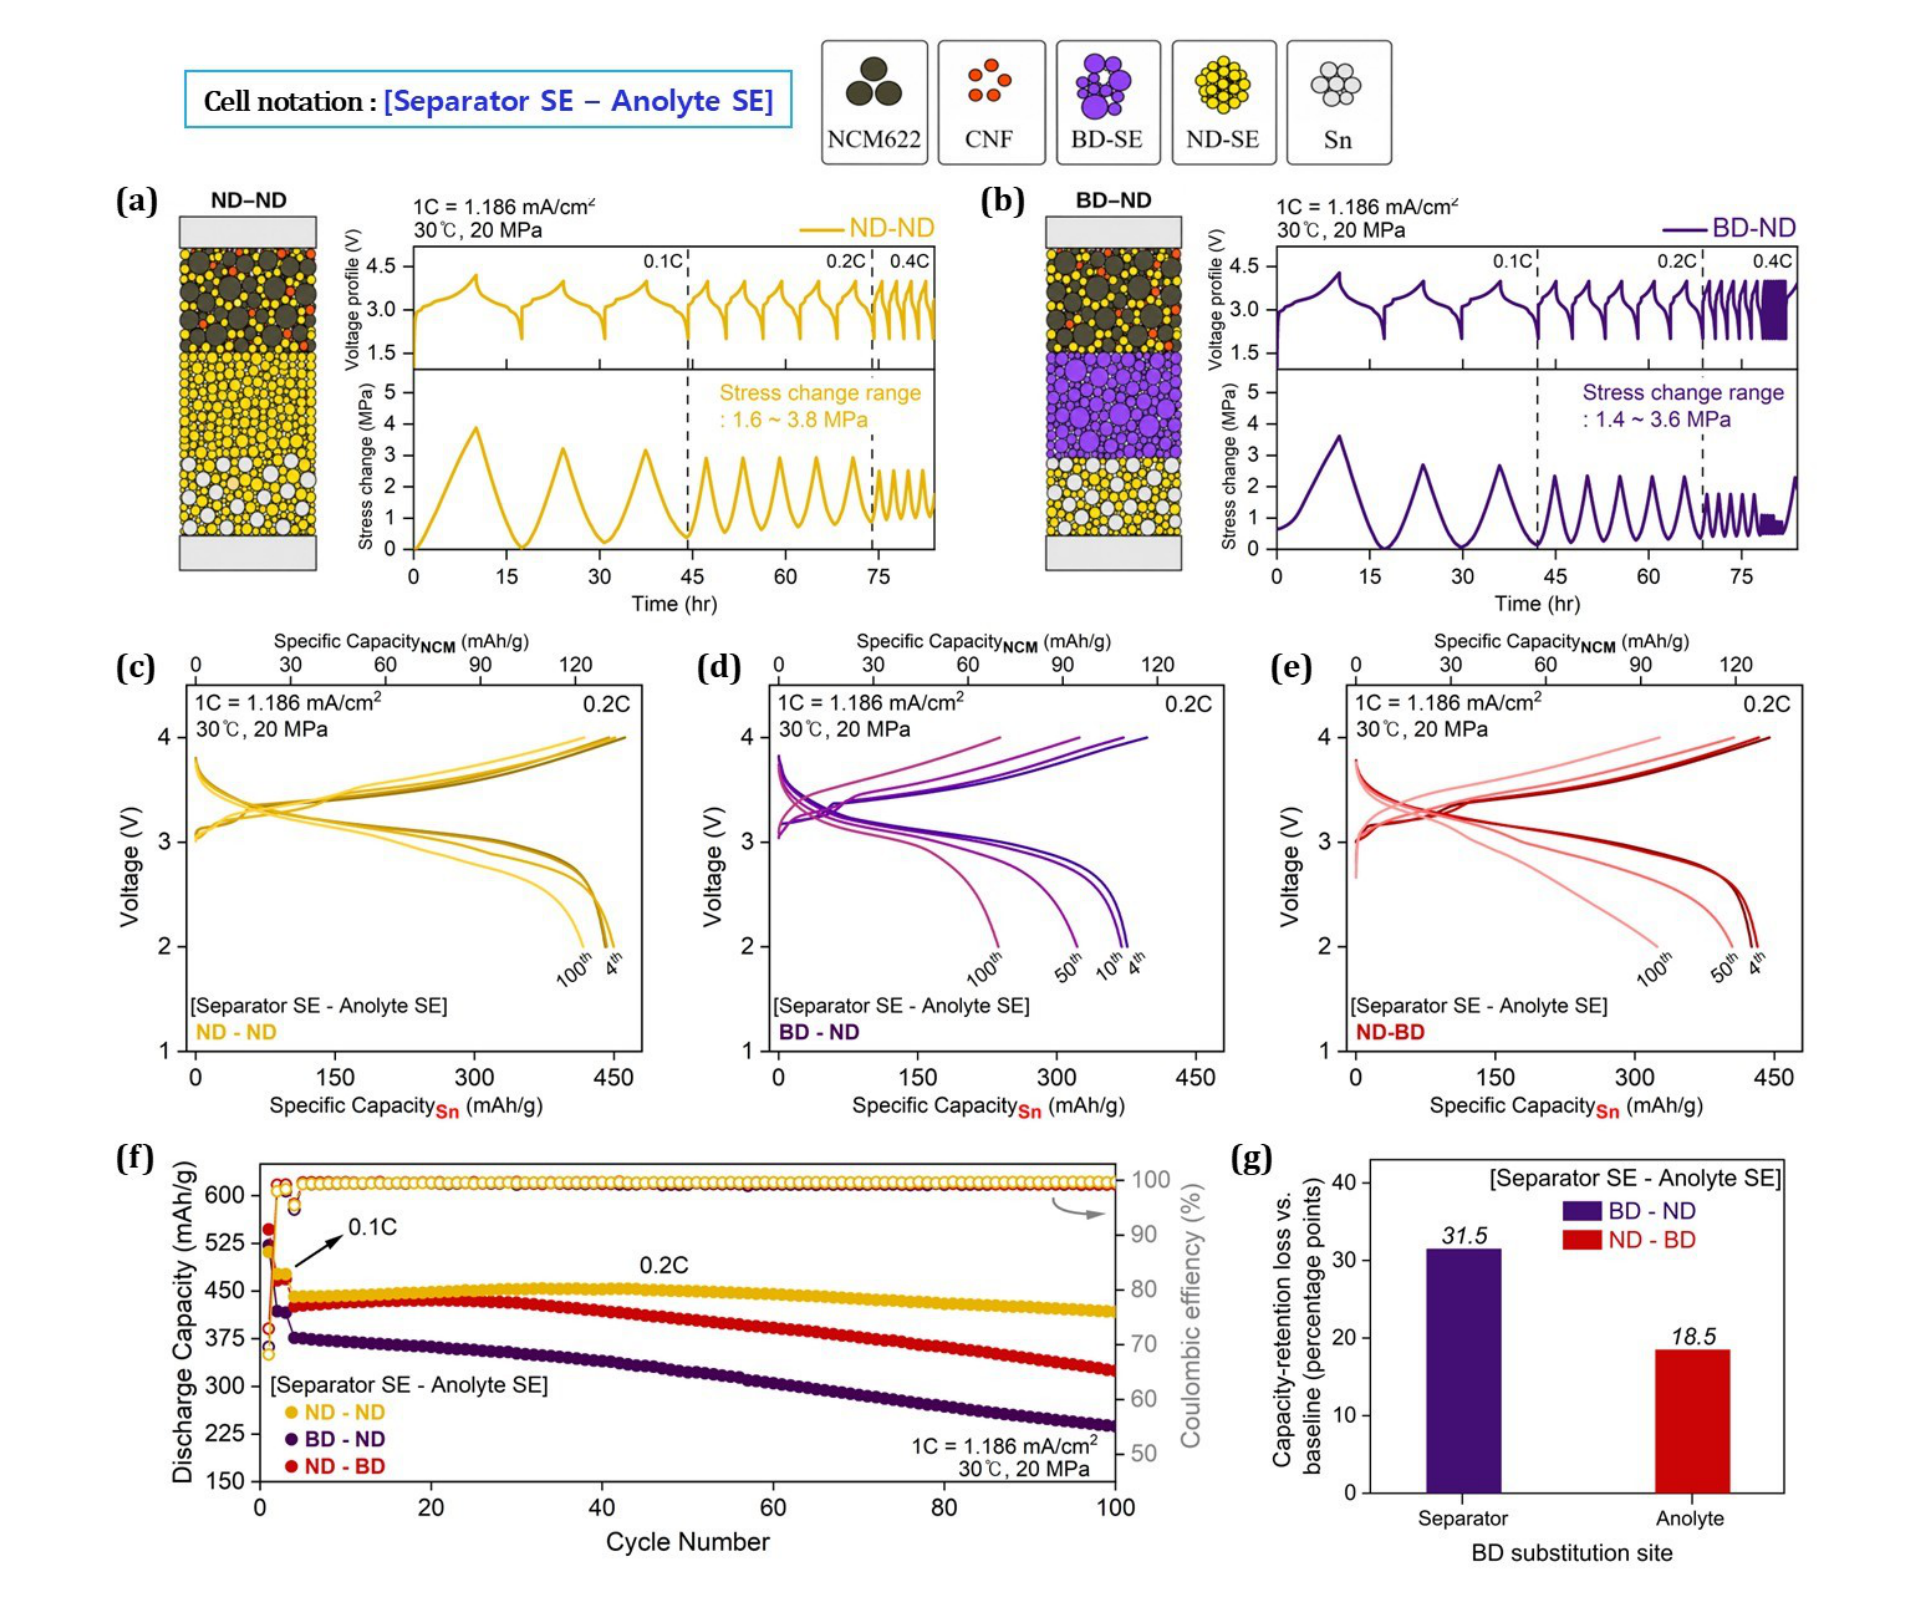 Cell notation : [Separator SE – Anolyte SE]
NCM622
CNF
BD-SE
ND-SE
Sn
(a)
ND–ND
1C = 1.186 mA/cm²
30℃, 20 MPa
ND-ND
Voltage profile (V)
4.5
3.0
1.5
0.1C
0.2C
0.4C
Stress change (MPa)
5
4
3
2
1
0
Stress change range
: 1.6 ~ 3.8 MPa
0 15 30 45 60 75
Time (hr)
(b)
BD–ND
1C = 1.186 mA/cm²
30℃, 20 MPa
BD-ND
Voltage profile (V)
4.5
3.0
1.5
0.1C
0.2C
0.4C
Stress change (MPa)
5
4
3
2
1
0
Stress change range
: 1.4 ~ 3.6 MPa
0 15 30 45 60 75
Time (hr)
(c)
Specific Capacity NCM (mAh/g)
0 30 60 90 120
1C = 1.186 mA/cm²
30℃, 20 MPa
0.2C
Voltage (V)
4
3
2
1
100th
4th
[Separator SE - Anolyte SE]
ND - ND
0 150 300 450
Specific Capacity Sn (mAh/g)
(d)
Specific Capacity NCM (mAh/g)
0 30 60 90 120
1C = 1.186 mA/cm²
30℃, 20 MPa
0.2C
Voltage (V)
4
3
2
1
100th
50th
10th
4th
[Separator SE - Anolyte SE]
BD - ND
0 150 300 450
Specific Capacity Sn (mAh/g)
(e)
Specific Capacity NCM (mAh/g)
0 30 60 90 120
1C = 1.186 mA/cm²
30℃, 20 MPa
0.2C
Voltage (V)
4
3
2
1
100th
50th
4th
[Separator SE - Anolyte SE]
ND-BD
0 150 300 450
Specific Capacity Sn (mAh/g)
(f)
Discharge Capacity (mAh/g)
600
525
450
375
300
225
150
0.1C
0.2C
[Separator SE - Anolyte SE]
ND - ND
BD - ND
ND - BD
1C = 1.186 mA/cm²
30℃, 20 MPa
100
90
80
70
60
50
Coulombic effiency (%)
0 20 40 60 80 100
Cycle Number
(g)
Capacity-retention loss vs.
baseline (percentage points)
40
30
20
10
0
[Separator SE - Anolyte SE]
BD - ND
ND - BD
31.5
18.5
Separator Anolyte
BD substitution site